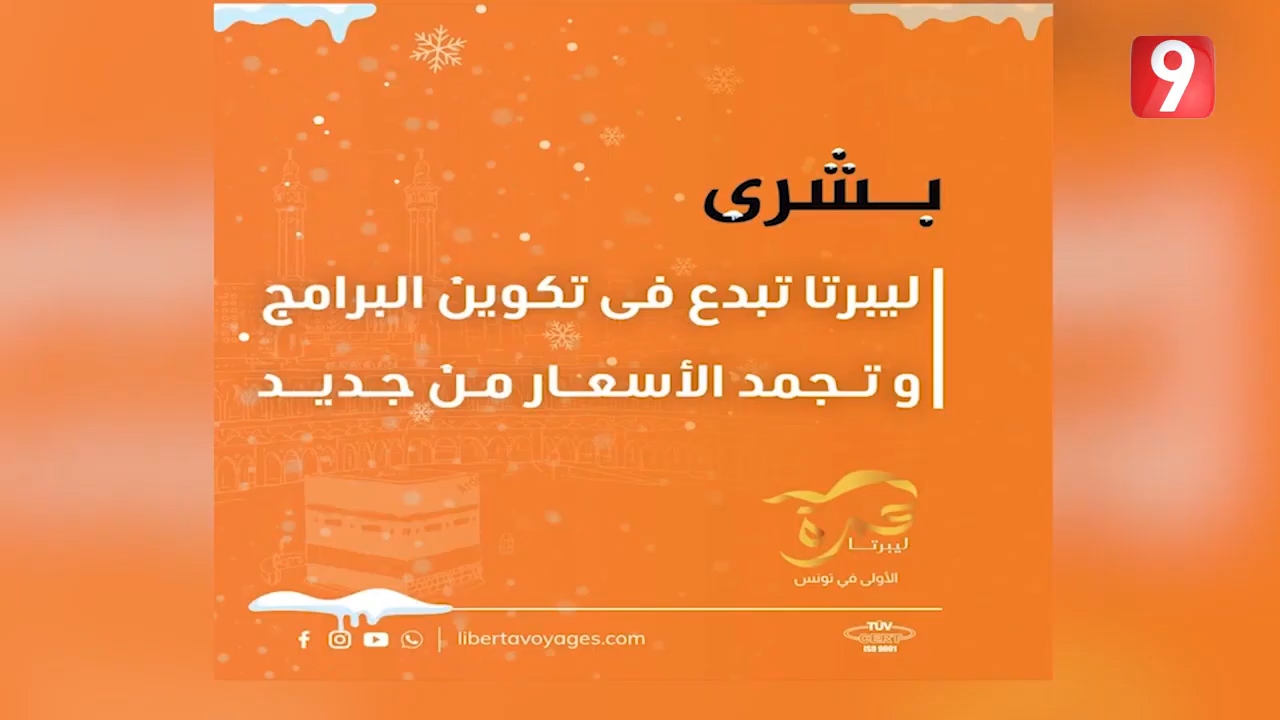 9
بشرى
ليبرتا تبدع فى تكوين البرامج
و تجمد الأسعار من جديد
عمرة
ليبرتا
الأولى في تونس
libertavoyages.com
TÜV
CERT
ISO 9001